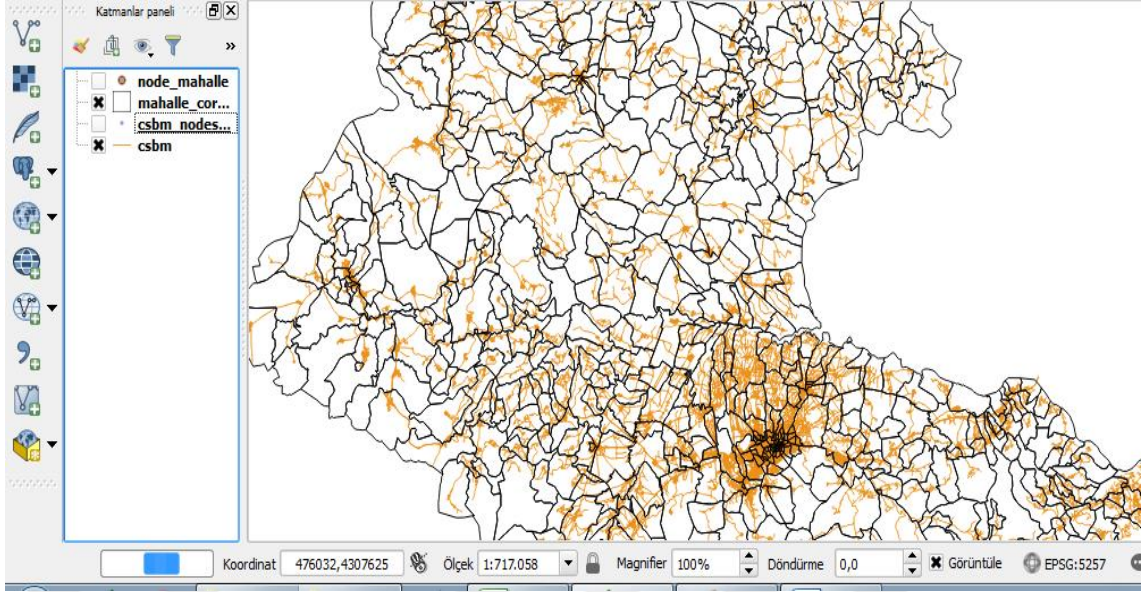 Katmanlar paneli
»
node_mahalle
mahalle_cor...
csbm_nodes...
csbm
Koordinat 476032,4307625 Ölçek 1:717.058 Magnifier 100% Döndürme 0,0 Görüntüle EPSG:5257